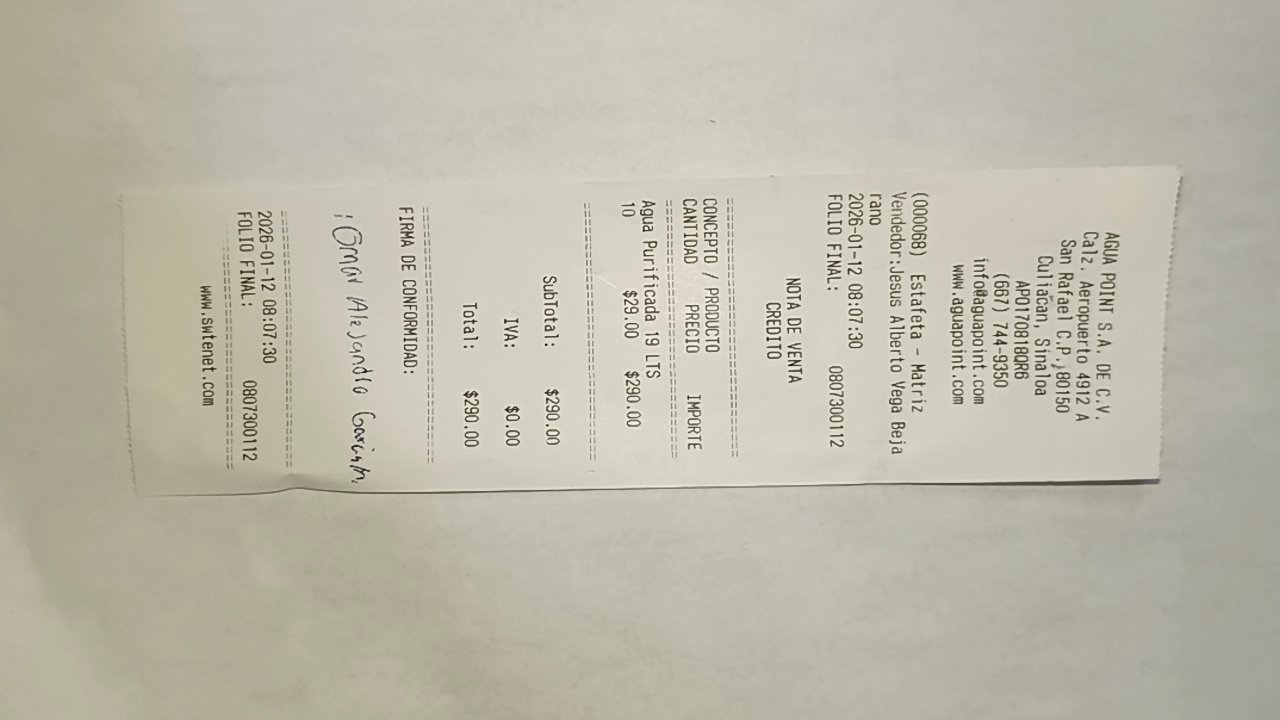 AGUA POINT S.A. DE C.V.
Calz. Aeropuerto 4912 A
San Rafael C.P. 80150
Culiacan, Sinaloa
APO170818QR6
(667) 744-9350
info@aguapoint.com
www.aguapoint.com
(000068) Estafeta - Matriz
Vendedor:Jesus Alberto Vega Beja
rano
2026-01-12 08:07:30
FOLIO FINAL: 0807300112
NOTA DE VENTA
CREDITO
================================
CONCEPTO / PRODUCTO
CANTIDAD PRECIO IMPORTE
================================
Agua Purificada 19 LTS
10 $29.00 $290.00
================================
SubTotal: $290.00
IVA: $0.00
Total: $290.00
================================
FIRMA DE CONFORMIDAD:
Omar Alejandro
================================
2026-01-12 08:07:30
FOLIO FINAL: 0807300112
================================
www.swtenet.com